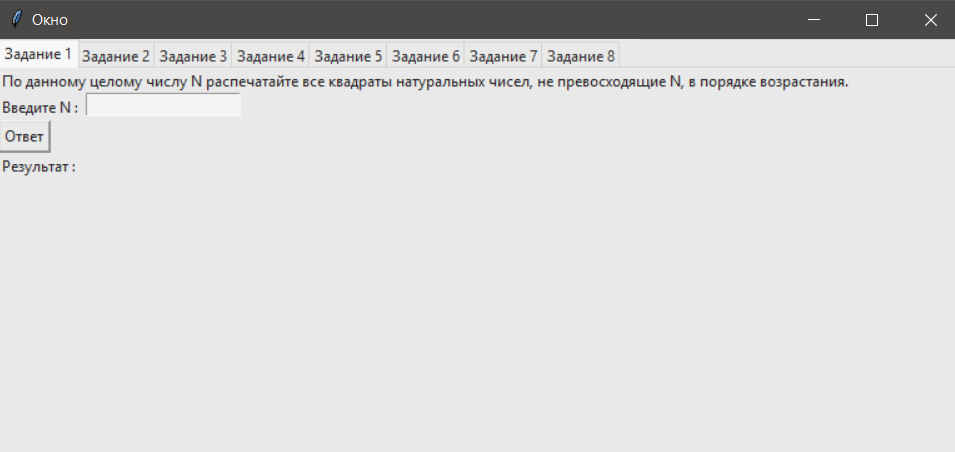 Окно
Задание 1 Задание 2 Задание 3 Задание 4 Задание 5 Задание 6 Задание 7 Задание 8
По данному целому числу N распечатайте все квадраты натуральных чисел, не превосходящие N, в порядке возрастания.
Введите N :
Ответ
Результат :